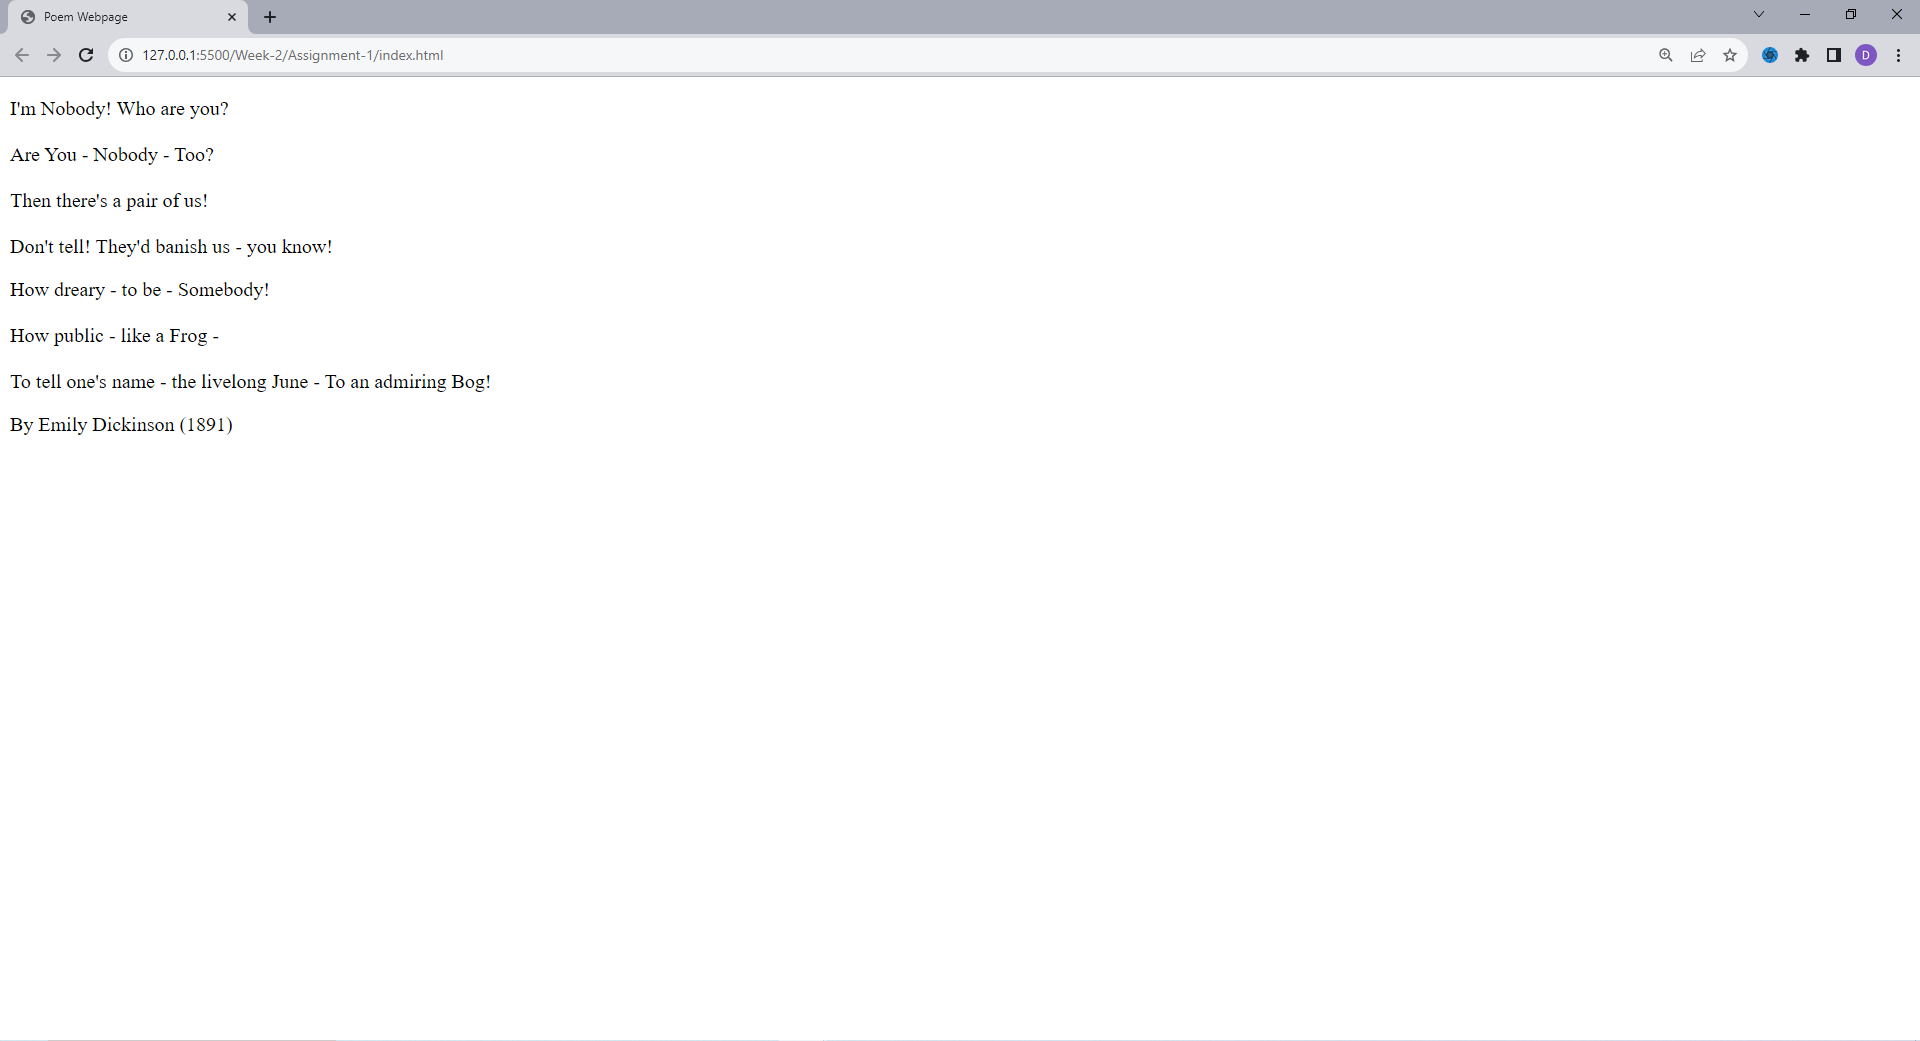 Poem Webpage
127.0.0.1:5500/Week-2/Assignment-1/index.html
D
I'm Nobody! Who are you?
Are You - Nobody - Too?
Then there's a pair of us!
Don't tell! They'd banish us - you know!
How dreary - to be - Somebody!
How public - like a Frog -
To tell one's name - the livelong June - To an admiring Bog!
By Emily Dickinson (1891)